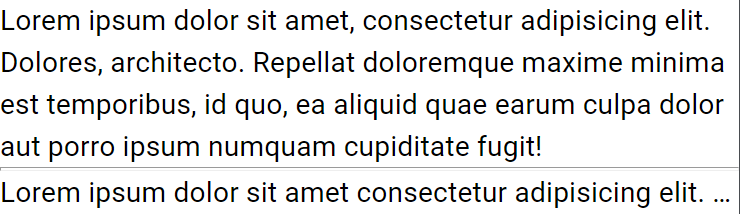 Lorem ipsum dolor sit amet, consectetur adipisicing elit.
Dolores, architecto. Repellat doloremque maxime minima
est temporibus, id quo, ea aliquid quae earum culpa dolor
aut porro ipsum numquam cupiditate fugit!
Lorem ipsum dolor sit amet consectetur adipisicing elit. ...